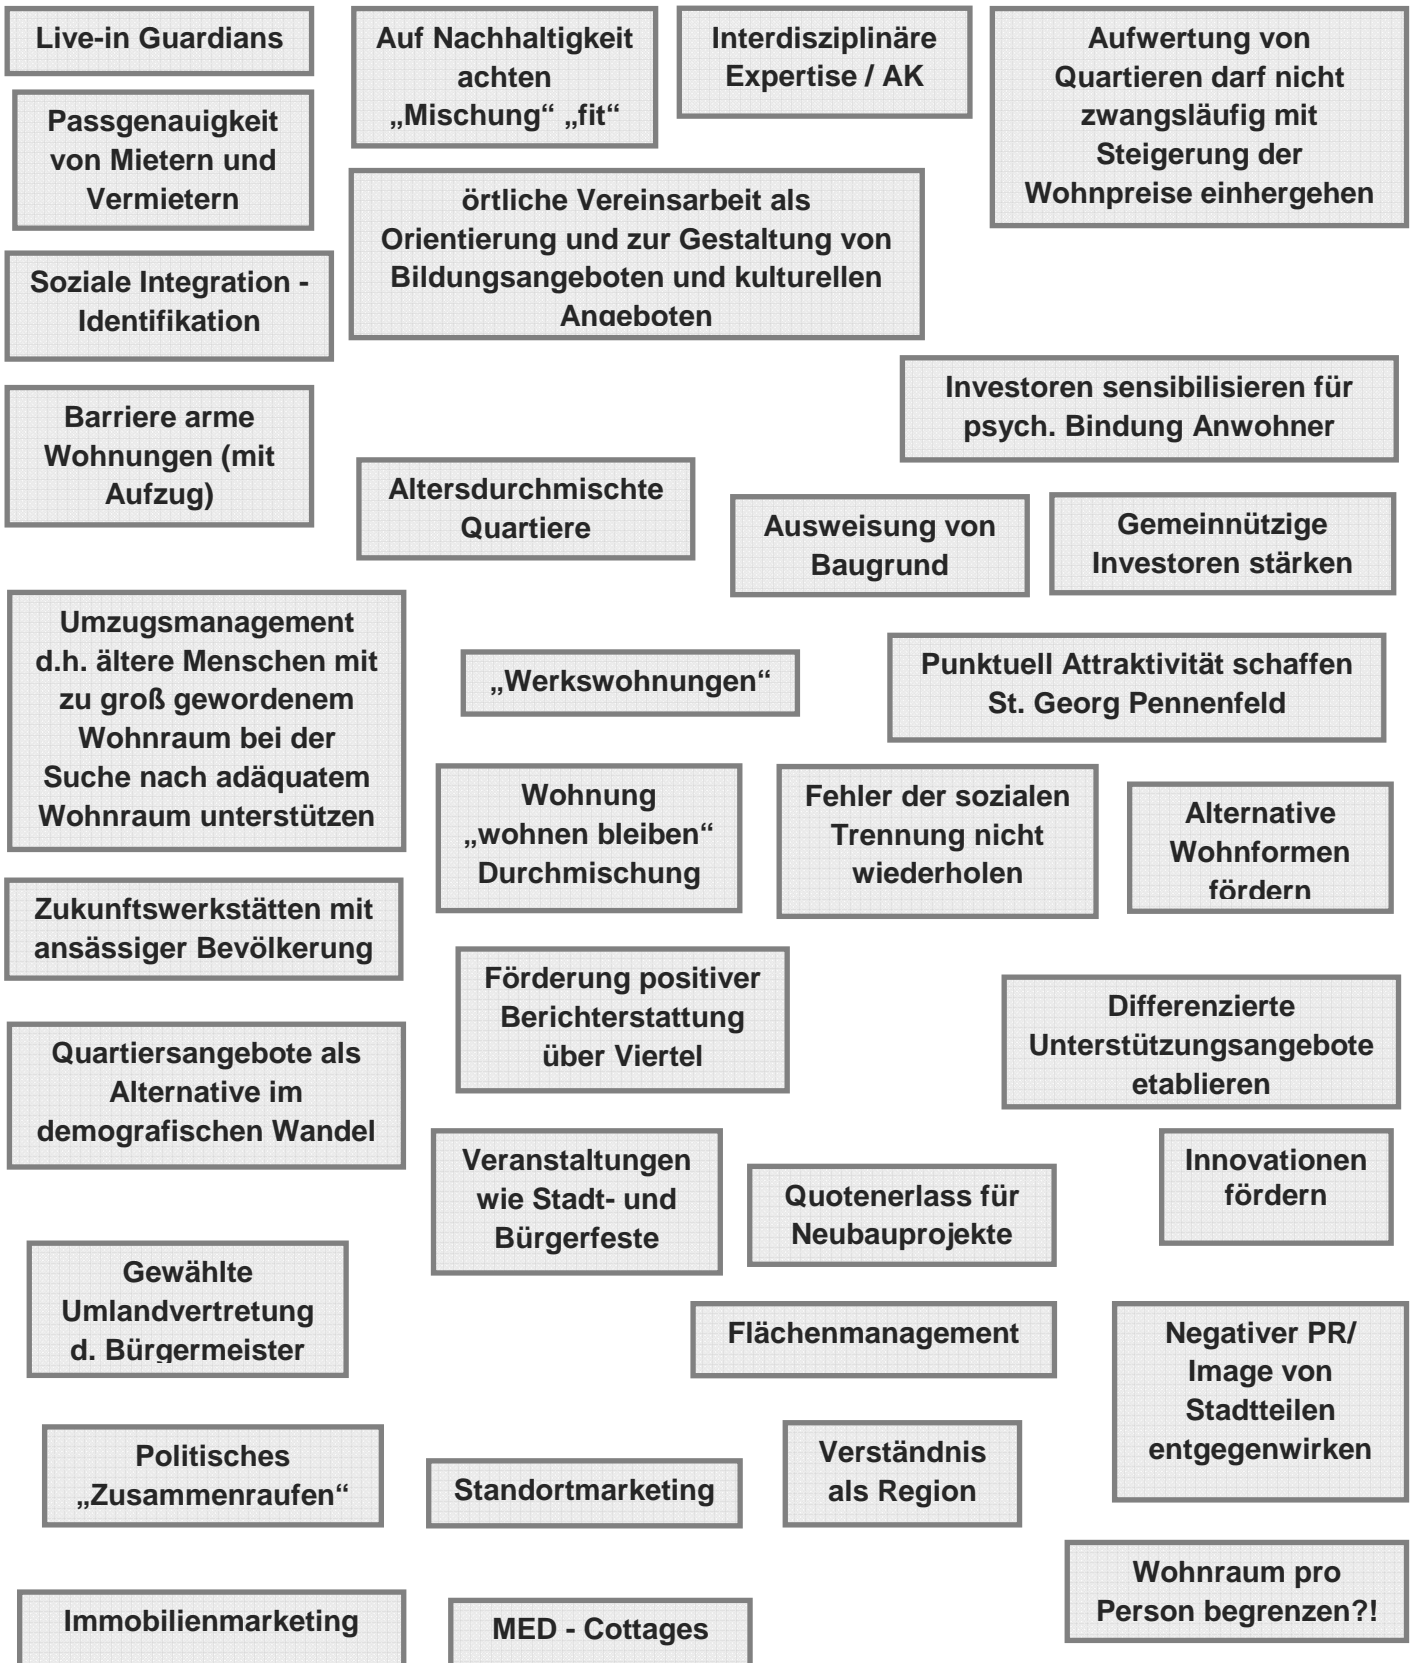 Live-in Guardians
Auf Nachhaltigkeit
achten
„Mischung“ „fit“
Interdisziplinäre
Expertise / AK
Aufwertung von
Quartieren darf nicht
zwangsläufig mit
Steigerung der
Wohnpreise einhergehen
Passgenauigkeit
von Mietern und
Vermietern
örtliche Vereinsarbeit als
Orientierung und zur Gestaltung von
Bildungsangeboten und kulturellen
Angeboten
Soziale Integration -
Identifikation
Investoren sensibilisieren für
psych. Bindung Anwohner
Barriere arme
Wohnungen (mit
Aufzug)
Altersdurchmischte
Quartiere
Ausweisung von
Baugrund
Gemeinnützige
Investoren stärken
Umzugsmanagement
d.h. ältere Menschen mit
zu groß gewordenem
Wohnraum bei der
Suche nach adäquatem
Wohnraum unterstützen
„Werkswohnungen“
Punktuell Attraktivität schaffen
St. Georg Pennenfeld
Wohnung
„wohnen bleiben“
Durchmischung
Fehler der sozialen
Trennung nicht
wiederholen
Alternative
Wohnformen
fördern
Zukunftswerkstätten mit
ansässiger Bevölkerung
Förderung positiver
Berichterstattung
über Viertel
Differenzierte
Unterstützungsangebote
etablieren
Quartiersangebote als
Alternative im
demografischen Wandel
Veranstaltungen
wie Stadt- und
Bürgerfeste
Quotenerlass für
Neubauprojekte
Innovationen
fördern
Gewählte
Umlandvertretung
d. Bürgermeister
Flächenmanagement
Negativer PR/
Image von
Stadtteilen
entgegenwirken
Politisches
„Zusammenraufen“
Standortmarketing
Verständnis
als Region
Wohnraum pro
Person begrenzen?!
Immobilienmarketing
MED - Cottages